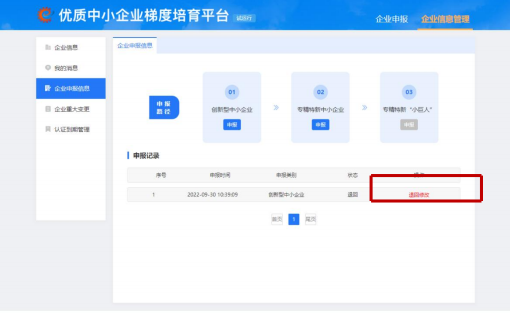 优质中小企业梯度培育平台 试运行
企业申报 企业信息管理
企业信息
我的消息
企业申报信息
企业重大变更
认证到期管理
企业申报信息
申报路径
01
创新型中小企业
申报
02
专精特新中小企业
申报
03
专精特新“小巨人”
申报
申报记录
序号 申报时间 申报类别 状态
1 2022-09-30 10:39:09 创新型中小企业 退回 退回修改
首页 1 尾页